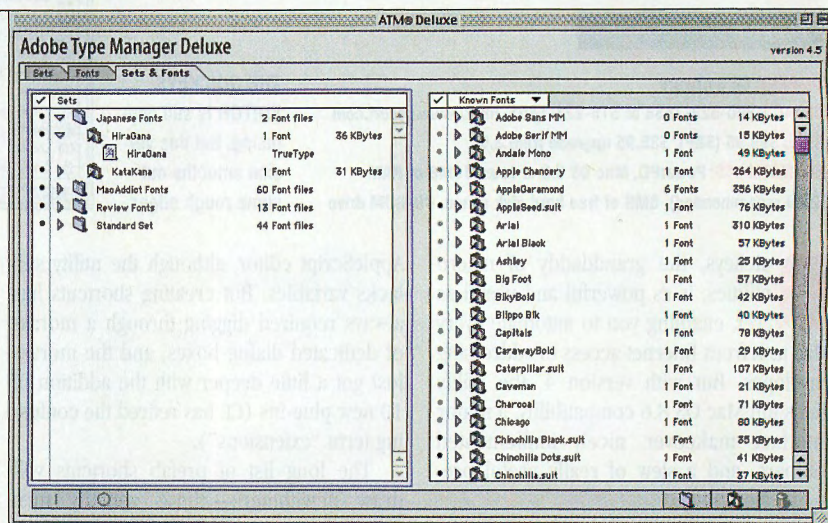 ATM® Deluxe
Adobe Type Manager Deluxe
version 4.5
Sets Fonts Sets & Fonts
✓ Sets
Japanese Fonts 2 Font files
HiraGana 1 Font 36 KBytes
TrueType
KataKana 1 Font 31 KBytes
MacAddict Fonts 60 Font files
Review Fonts 13 Font files
Standard Set 44 Font files
✓ Known Fonts
Adobe Sans MM 0 Fonts 14 KBytes
Adobe Serif MM 0 Fonts 15 KBytes
Andale Mono 1 Font 49 KBytes
Apple Chancery 1 Font 264 KBytes
AppleGaramond 6 Fonts 356 KBytes
AppleSeed.suit 1 Font 76 KBytes
Arial 1 Font 310 KBytes
Arial Black 1 Font 57 KBytes
Ashley 1 Font 25 KBytes
Big Foot 1 Font 77 KBytes
BlkyBold 1 Font 42 KBytes
Blippo Blk 1 Font 40 KBytes
Capitals 1 Font 78 KBytes
CasagrandeBold 1 Font 29 KBytes
Caterpillar.suit 1 Font 107 KBytes
Caveman 1 Font 216 KBytes
Charcoal 1 Font 71 KBytes
Chicago 1 Font 80 KBytes
Chinchilla Black.suit 1 Font 35 KBytes
Chinchilla Dots.suit 1 Font 41 KBytes
Chinchilla.suit 1 Font 37 KBytes